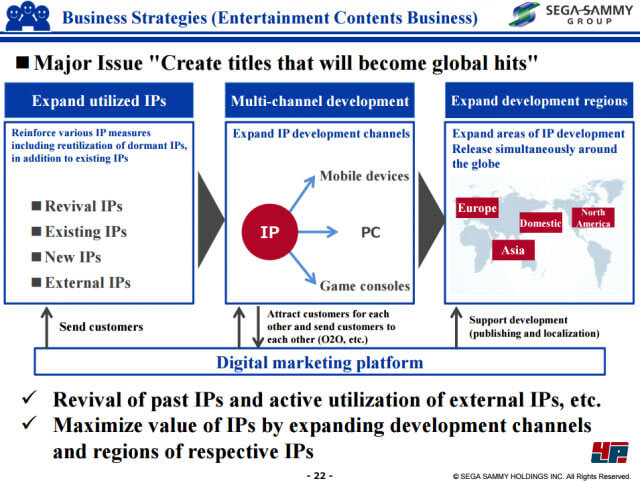 Business Strategies (Entertainment Contents Business)
SEGA SAMMY
GROUP
■ Major Issue "Create titles that will become global hits"
Expand utilized IPs
Reinforce various IP measures
including reutilization of dormant IPs,
in addition to existing IPs
■ Revival IPs
■ Existing IPs
■ New IPs
■ External IPs
Multi-channel development
Expand IP development channels
Mobile devices
IP
PC
Game consoles
Expand development regions
Expand areas of IP development
Release simultaneously around
the globe
Europe
North
America
Domestic
Asia
Send customers
Attract customers for each
other and send customers to
each other (O2O, etc.)
Support development
(publishing and localization)
Digital marketing platform
✓ Revival of past IPs and active utilization of external IPs, etc.
✓ Maximize value of IPs by expanding development channels
and regions of respective IPs
4P
- 22 -
© SEGA SAMMY HOLDINGS INC. All Rights Reserved.